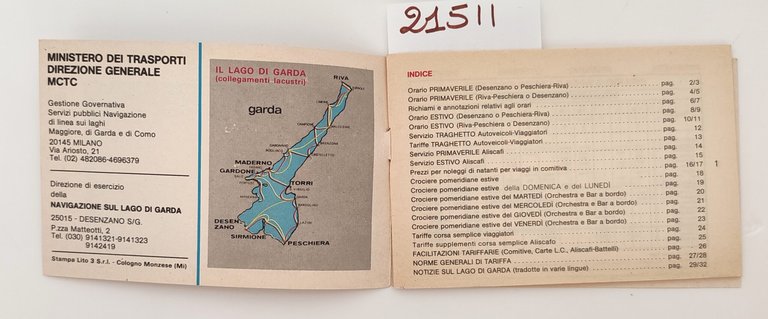 21511
MINISTERO DEI TRASPORTI
DIREZIONE GENERALE
MCTC
Gestione Governativa
Servizi pubblici Navigazione
di linea sui laghi
Maggiore, di Garda e di Como
20145 MILANO
Via Ariosto, 21
Tel. (02) 482086-4696379
Direzione di esercizio
della
NAVIGAZIONE SUL LAGO DI GARDA
25015 - DESENZANO S/G.
P.zza Matteotti, 2
Tel. (030) 9141321-9141323
9142419
Stampa Lito 3 S.r.l. - Cologno Monzese (Mi)
IL LAGO DI GARDA
(collegamenti lacustri)
RIVA
garda
MADERNO
GARDONE
TORRI
DESEN
ZANO
SIRMIONE
PESCHIERA
INDICE
Orario PRIMAVERILE (Desenzano o Peschiera-Riva) pag. 2/3
Orario PRIMAVERILE (Riva-Peschiera o Desenzano) pag. 4/5
Richiami e annotazioni relativi agli orari pag. 6/7
Orario ESTIVO (Desenzano o Peschiera-Riva) pag. 8/9
Orario ESTIVO (Riva-Peschiera o Desenzano) pag. 10/11
Servizio TRAGHETTO Autoveicoli-Viaggiatori pag. 12
Tariffe TRAGHETTO Autoveicoli-Viaggiatori pag. 13
Servizio PRIMAVERILE Aliscafi pag. 14
Servizio ESTIVO Aliscafi pag. 15
Prezzi per noleggi di natanti per viaggi in comitiva pag. 16/17
1
Crociere pomeridiane estive pag. 18
Crociere pomeridiane estive della DOMENICA e del LUNEDÌ pag. 19
Crociere pomeridiane estive del MARTEDÌ (Orchestra e Bar a bordo) pag. 20
Crociere pomeridiane estive del MERCOLEDÌ (Orchestra e Bar a bordo) pag. 21
Crociere pomeridiane estive del GIOVEDÌ (Orchestra e Bar a bordo) pag. 22
Crociere pomeridiane estive del VENERDÌ (Orchestra e Bar a bordo) pag. 23
Tariffa corsa semplice viaggiatori pag. 24
Tariffe supplementi corsa semplice Aliscafo pag. 25
FACILITAZIONI TARIFFARIE (Comitive, Carte L.C., Aliscafi-Battelli) pag. 26
NORME GENERALI DI TARIFFA pag. 27/28
NOTIZIE SUL LAGO DI GARDA (tradotte in varie lingue) pag. 29/32